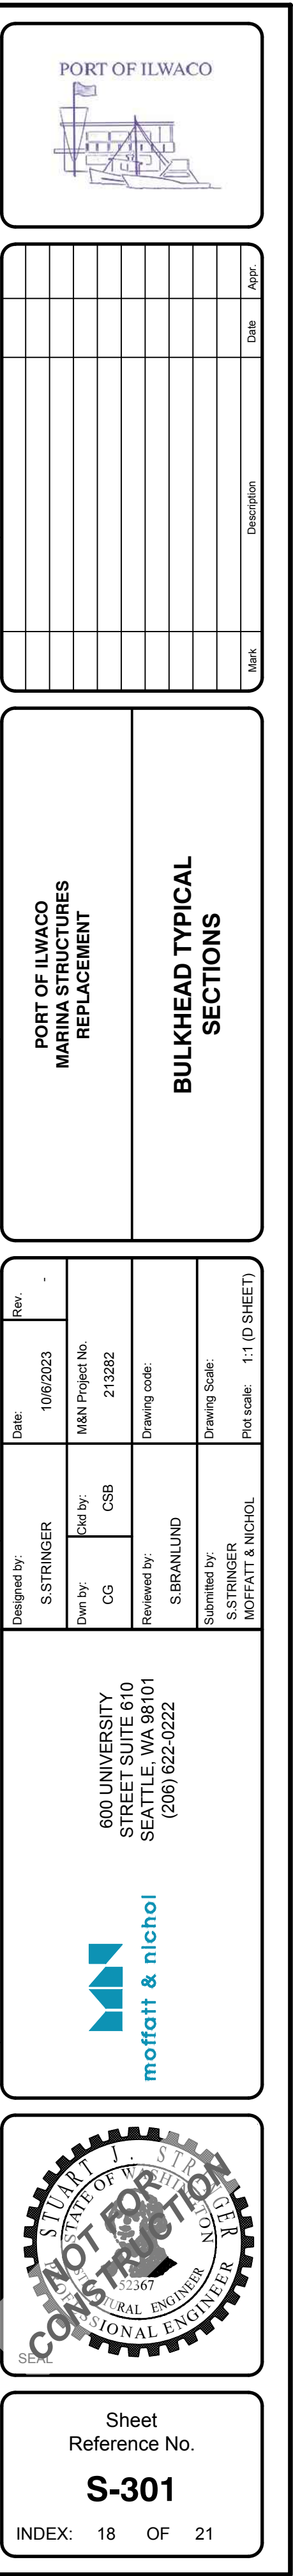 PORT OF ILWACO
Mark
Description
Date
Appr.
PORT OF ILWACO
MARINA STRUCTURES
REPLACEMENT
BULKHEAD TYPICAL
SECTIONS
Designed by:
S.STRINGER
Date:
10/6/2023
Rev.
-
Dwn by:
CG
Ckd by:
CSB
M&N Project No.
213282
Reviewed by:
S.BRANLUND
Drawing code:
Submitted by:
S.STRINGER
MOFFATT & NICHOL
Drawing Scale:
Plot scale: 1:1 (D SHEET)
moffatt & nichol
600 UNIVERSITY
STREET SUITE 610
SEATTLE, WA 98101
(206) 622-0222
STUART J. STRINGER
STATE OF WASHINGTON
52367
ENGINEER
ENGINEER
NOT FOR
CONSTRUCTION
SEAL
Sheet
Reference No.
S-301
INDEX: 18 OF 21